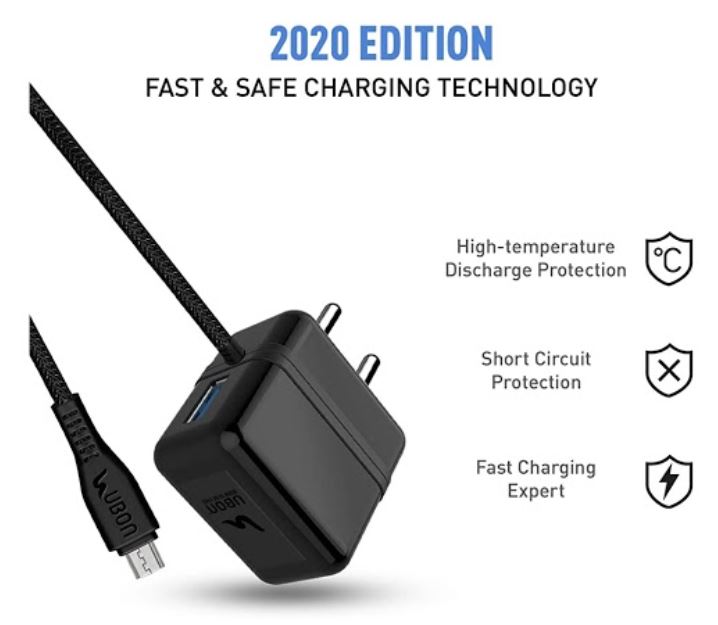 2020 EDITION
FAST & SAFE CHARGING TECHNOLOGY
High-temperature
Discharge Protection
°C
Short Circuit
Protection
Fast Charging
Expert
UBON
UBON